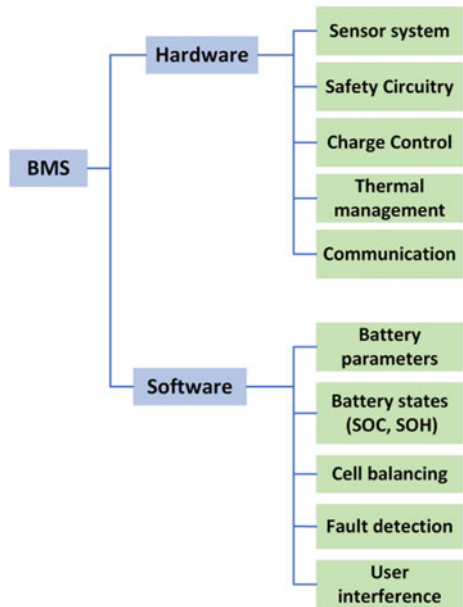 BMS
Hardware
Sensor system
Safety Circuitry
Charge Control
Thermal
management
Communication
Software
Battery
parameters
Battery states
(SOC, SOH)
Cell balancing
Fault detection
User
interference